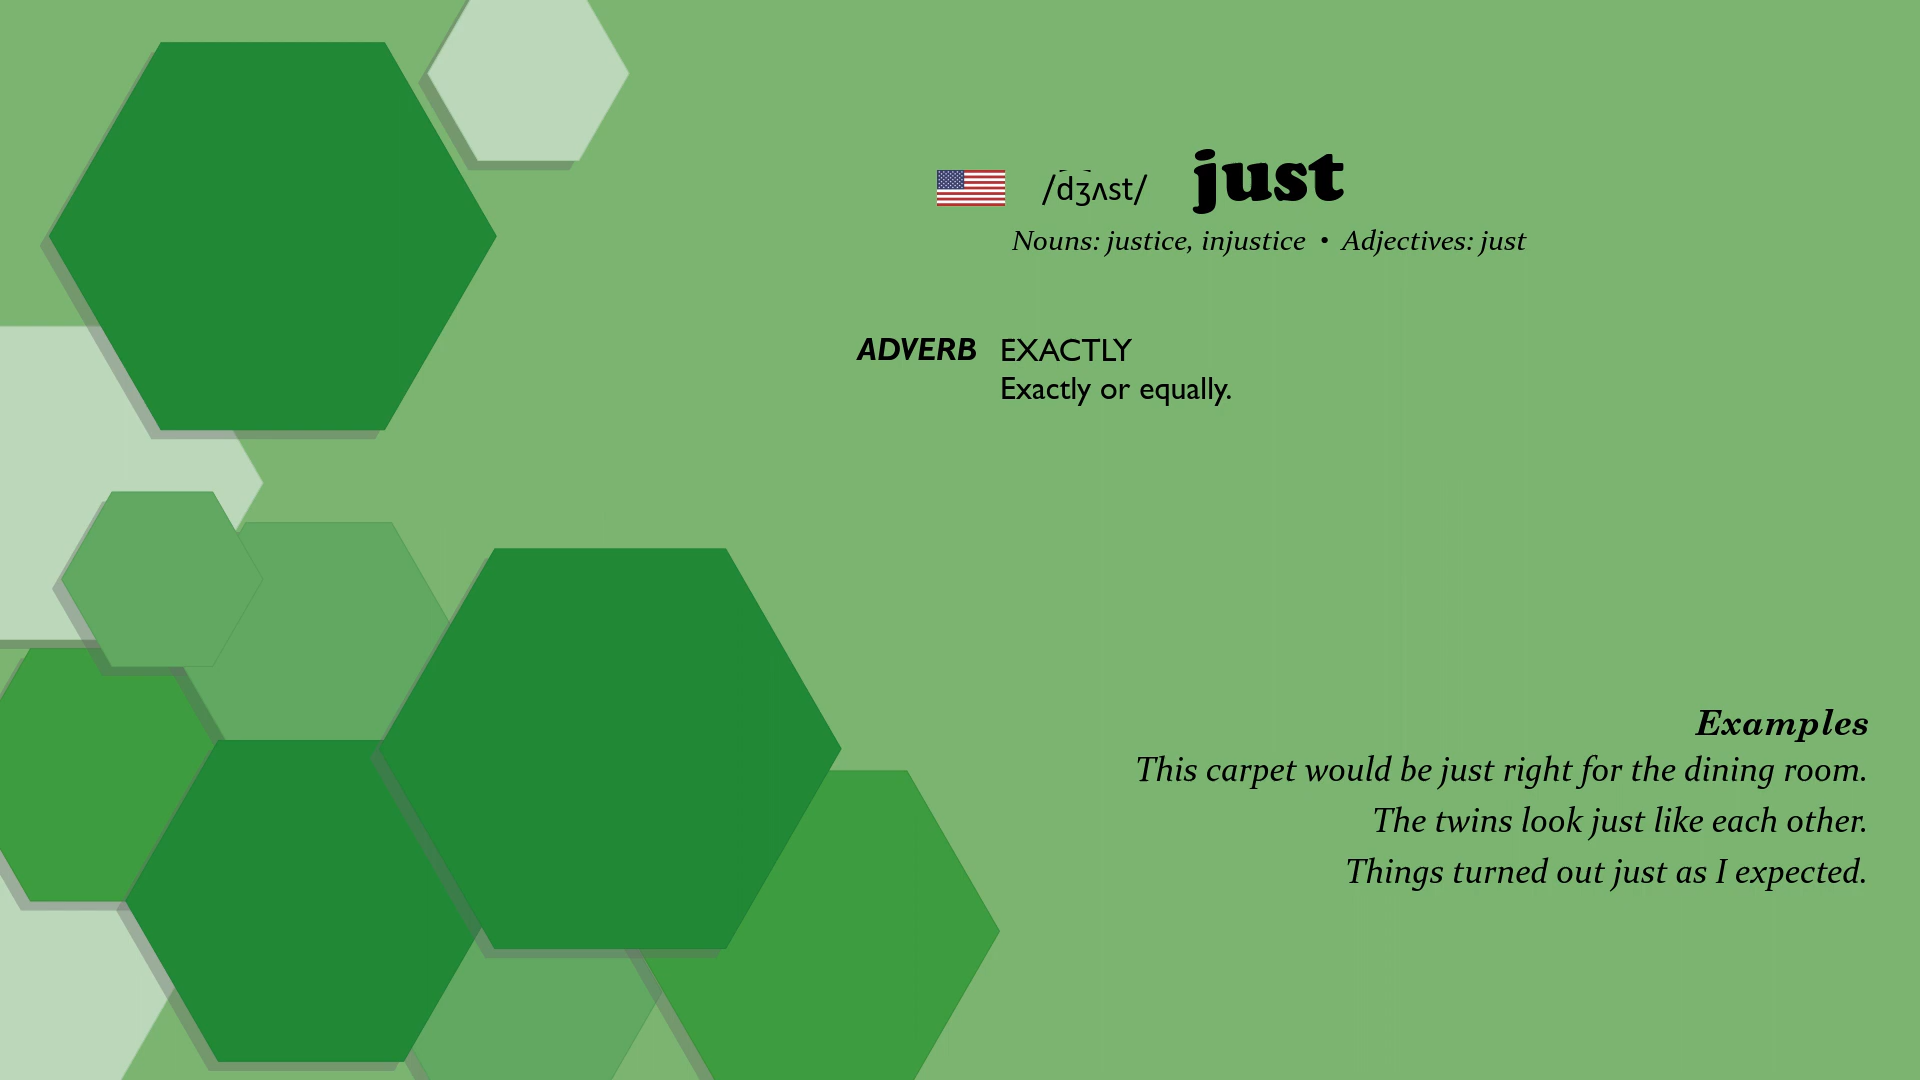 /dʒʌst/ just
Nouns: justice, injustice • Adjectives: just
ADVERB EXACTLY
Exactly or equally.
Examples
This carpet would be just right for the dining room.
The twins look just like each other.
Things turned out just as I expected.